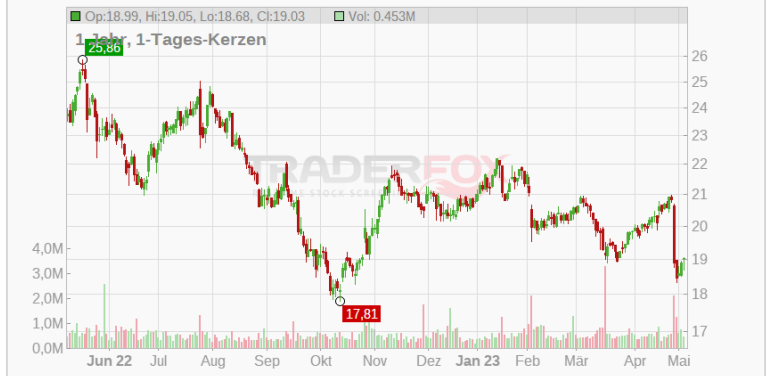 Op:18.99, Hi:19.05, Lo:18.68, Cl:19.03 Vol: 0.453M
1 Jahr, 1-Tages-Kerzen
25,86
26
25
24
23
22
21
20
19
18
17
TRADERFOX
STOCK
4,0M
3,0M
2,0M
1,0M
0,0M
17,81
Jun 22 Jul Aug Sep Okt Nov Dez Jan 23 Feb Mär Apr Mai